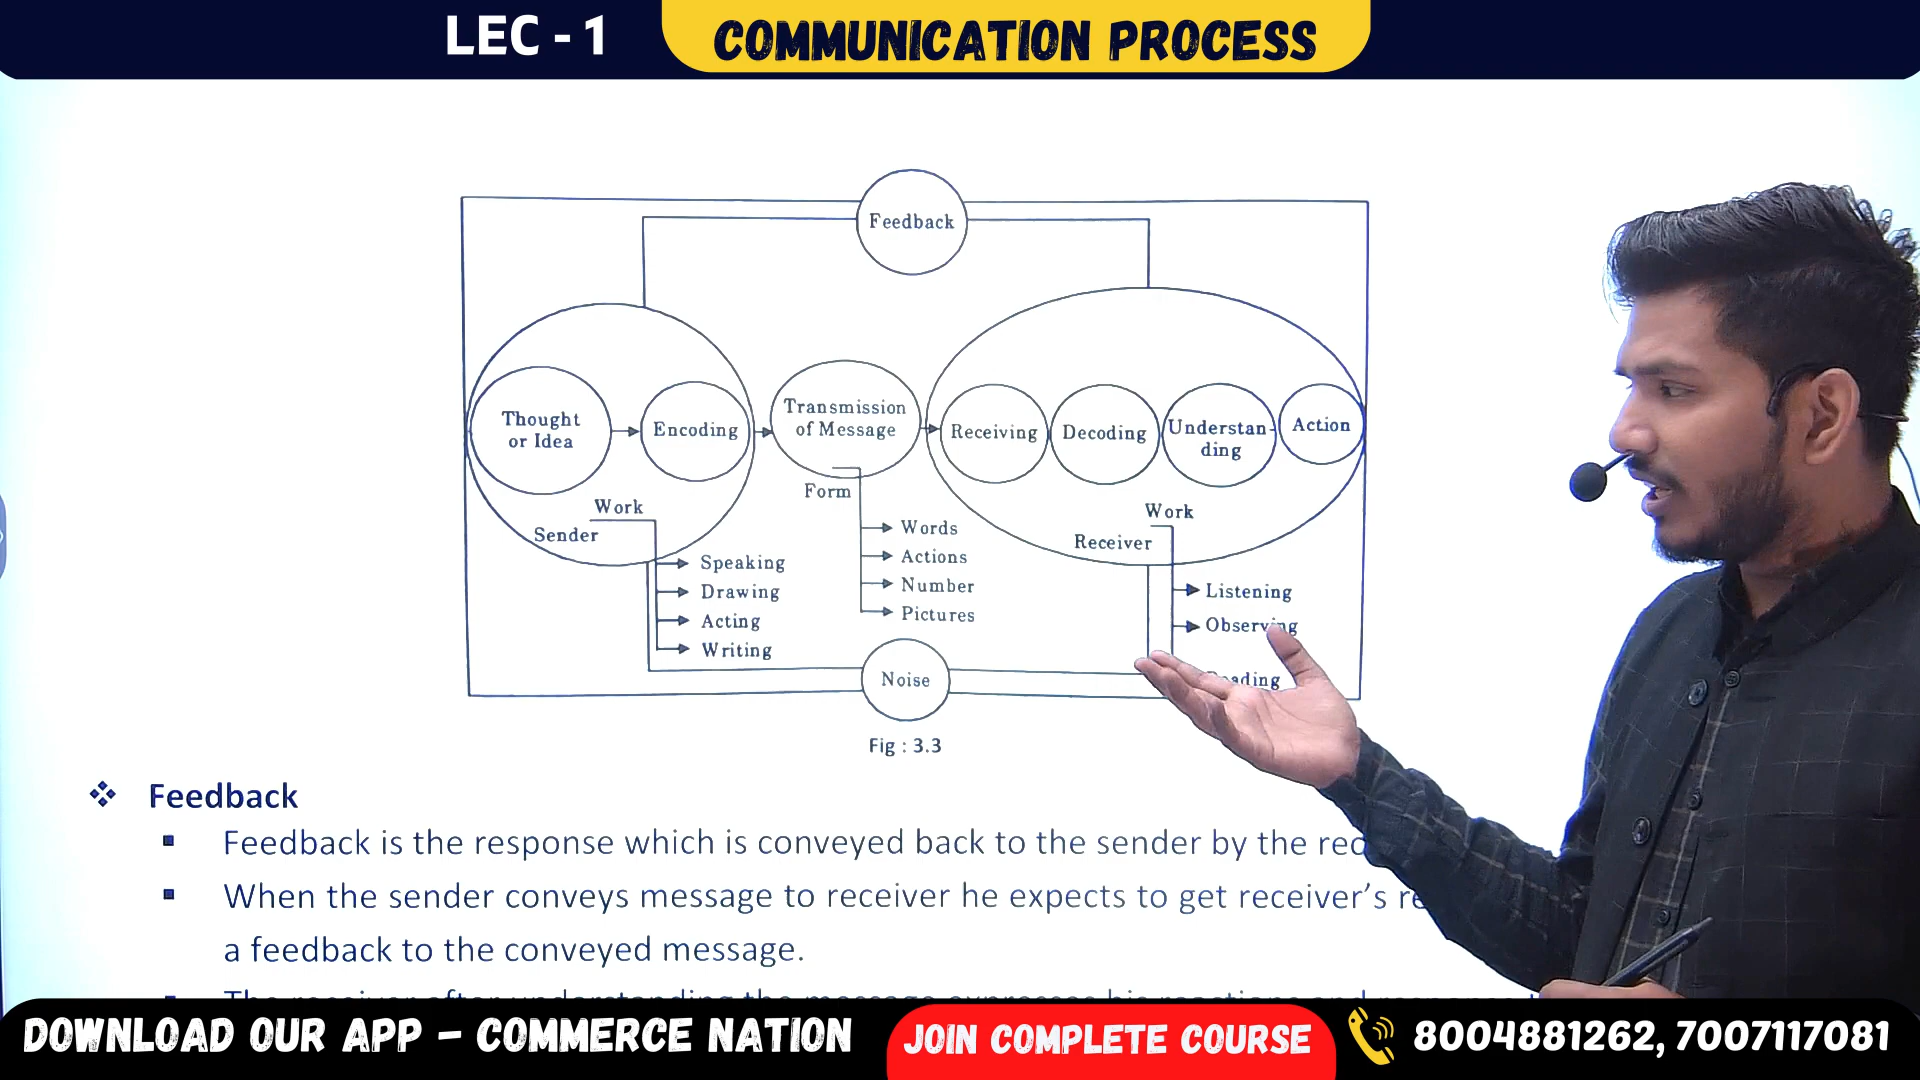 LEC - 1
COMMUNICATION PROCESS
Feedback
Thought
or Idea
Encoding
Transmission
of Message
Receiving
Decoding
Understan-
ding
Action
Work
Sender
Speaking
Drawing
Acting
Writing
Form
Words
Actions
Number
Pictures
Work
Receiver
Listening
Observing
Noise
Fig : 3.3
❖ Feedback
▪ Feedback is the response which is conveyed back to the sender by the
▪ When the sender conveys message to receiver he expects to get receiver’s
a feedback to the conveyed message.
DOWNLOAD OUR APP – COMMERCE NATION
JOIN COMPLETE COURSE
8004881262, 7007117081